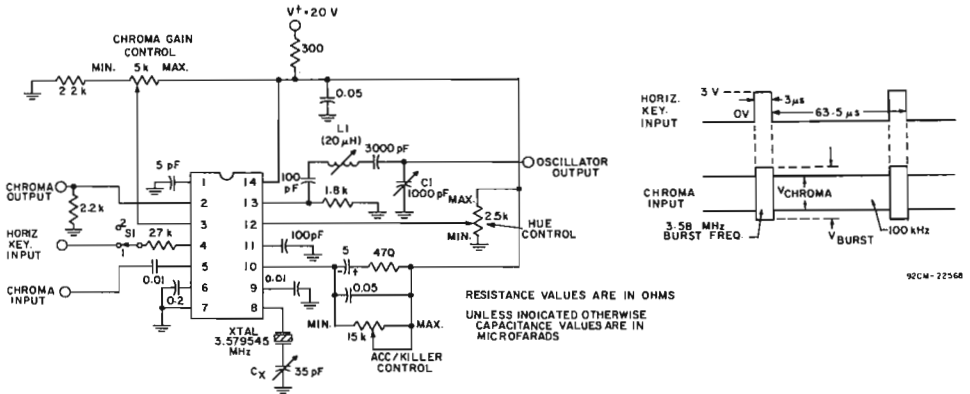 V+ = 20 V
300
CHROMA GAIN
CONTROL
MIN. 5k MAX.
2.2k
0.05
L1
(20 µH)
3000 pF
OSCILLATOR
OUTPUT
5 pF
100
pF
C1
1000 pF
1.8k
MAX.
2.5k
MIN.
HUE
CONTROL
CHROMA
OUTPUT
2.2k
1 14
2 13
3 12
4 11
5 10
6 9
7 8
2
S1
1
27 k
HORIZ
KEY.
INPUT
100pF
5
- +
47Ω
0.05
CHROMA
INPUT
0.01
0.2
0.01
MIN. MAX.
15k
ACC/KILLER
CONTROL
XTAL
3.579545
MHz
CX
35 pF
RESISTANCE VALUES ARE IN OHMS
UNLESS INDICATED OTHERWISE
CAPACITANCE VALUES ARE IN
MICROFARADS
3 V
3µs
HORIZ.
KEY.
INPUT
0V
63.5 µs
CHROMA
INPUT
VCHROMA
3.58 MHz
BURST FREQ.
VBURST
100 kHz
92CM-22568